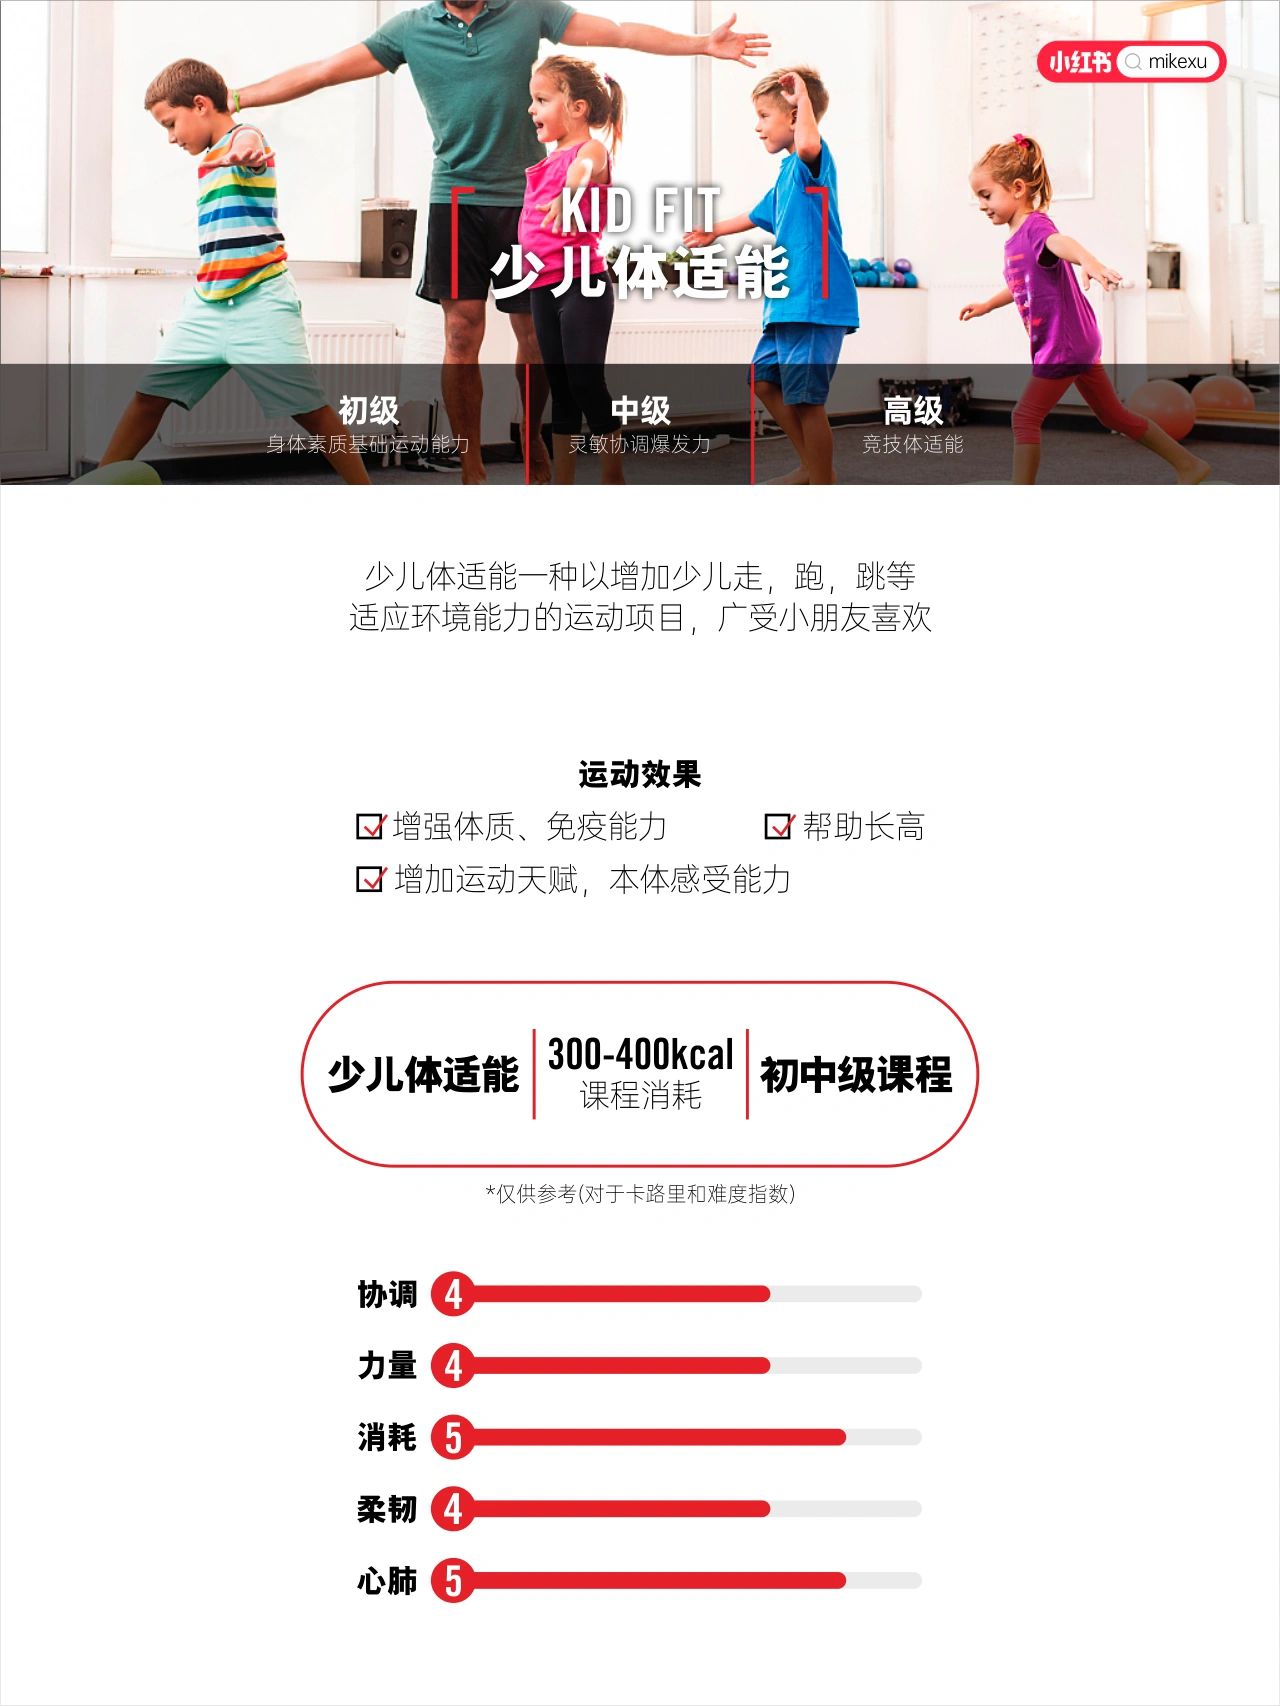 小红书 mikexu
KID FIT
少儿体适能
初级
身体素质基础运动能力
中级
灵敏协调爆发力
高级
竞技体适能
少儿体适能一种以增加少儿走，跑，跳等
适应环境能力的运动项目，广受小朋友喜欢
运动效果
增强体质、免疫能力
帮助长高
增加运动天赋，本体感受能力
少儿体适能
300-400kcal
课程消耗
初中级课程
*仅供参考(对于卡路里和难度指数)
协调 4
力量 4
消耗 5
柔韧 4
心肺 5